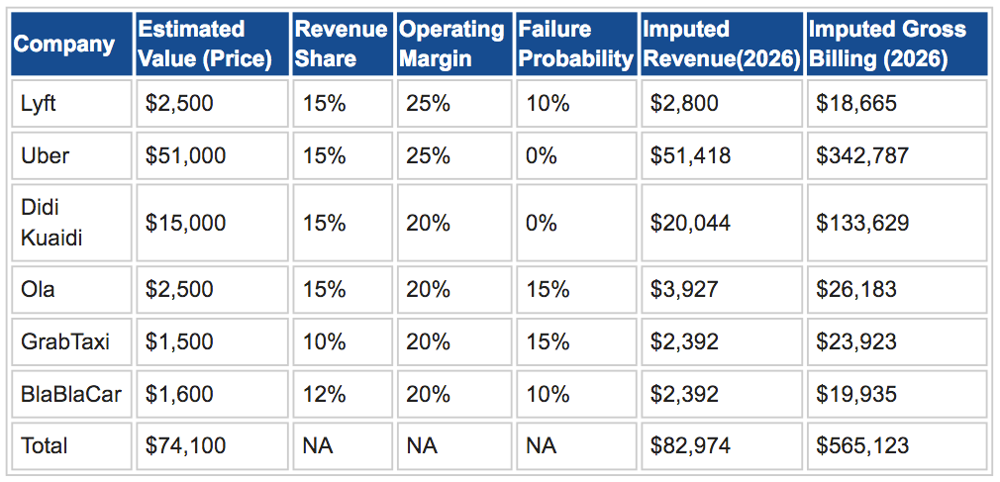 Company Estimated Value (Price) Revenue Share Operating Margin Failure Probability Imputed Revenue(2026) Imputed Gross Billing (2026)
Lyft $2,500 15% 25% 10% $2,800 $18,665
Uber $51,000 15% 25% 0% $51,418 $342,787
Didi Kuaidi $15,000 15% 20% 0% $20,044 $133,629
Ola $2,500 15% 20% 15% $3,927 $26,183
GrabTaxi $1,500 10% 20% 15% $2,392 $23,923
BlaBlaCar $1,600 12% 20% 10% $2,392 $19,935
Total $74,100 NA NA NA $82,974 $565,123